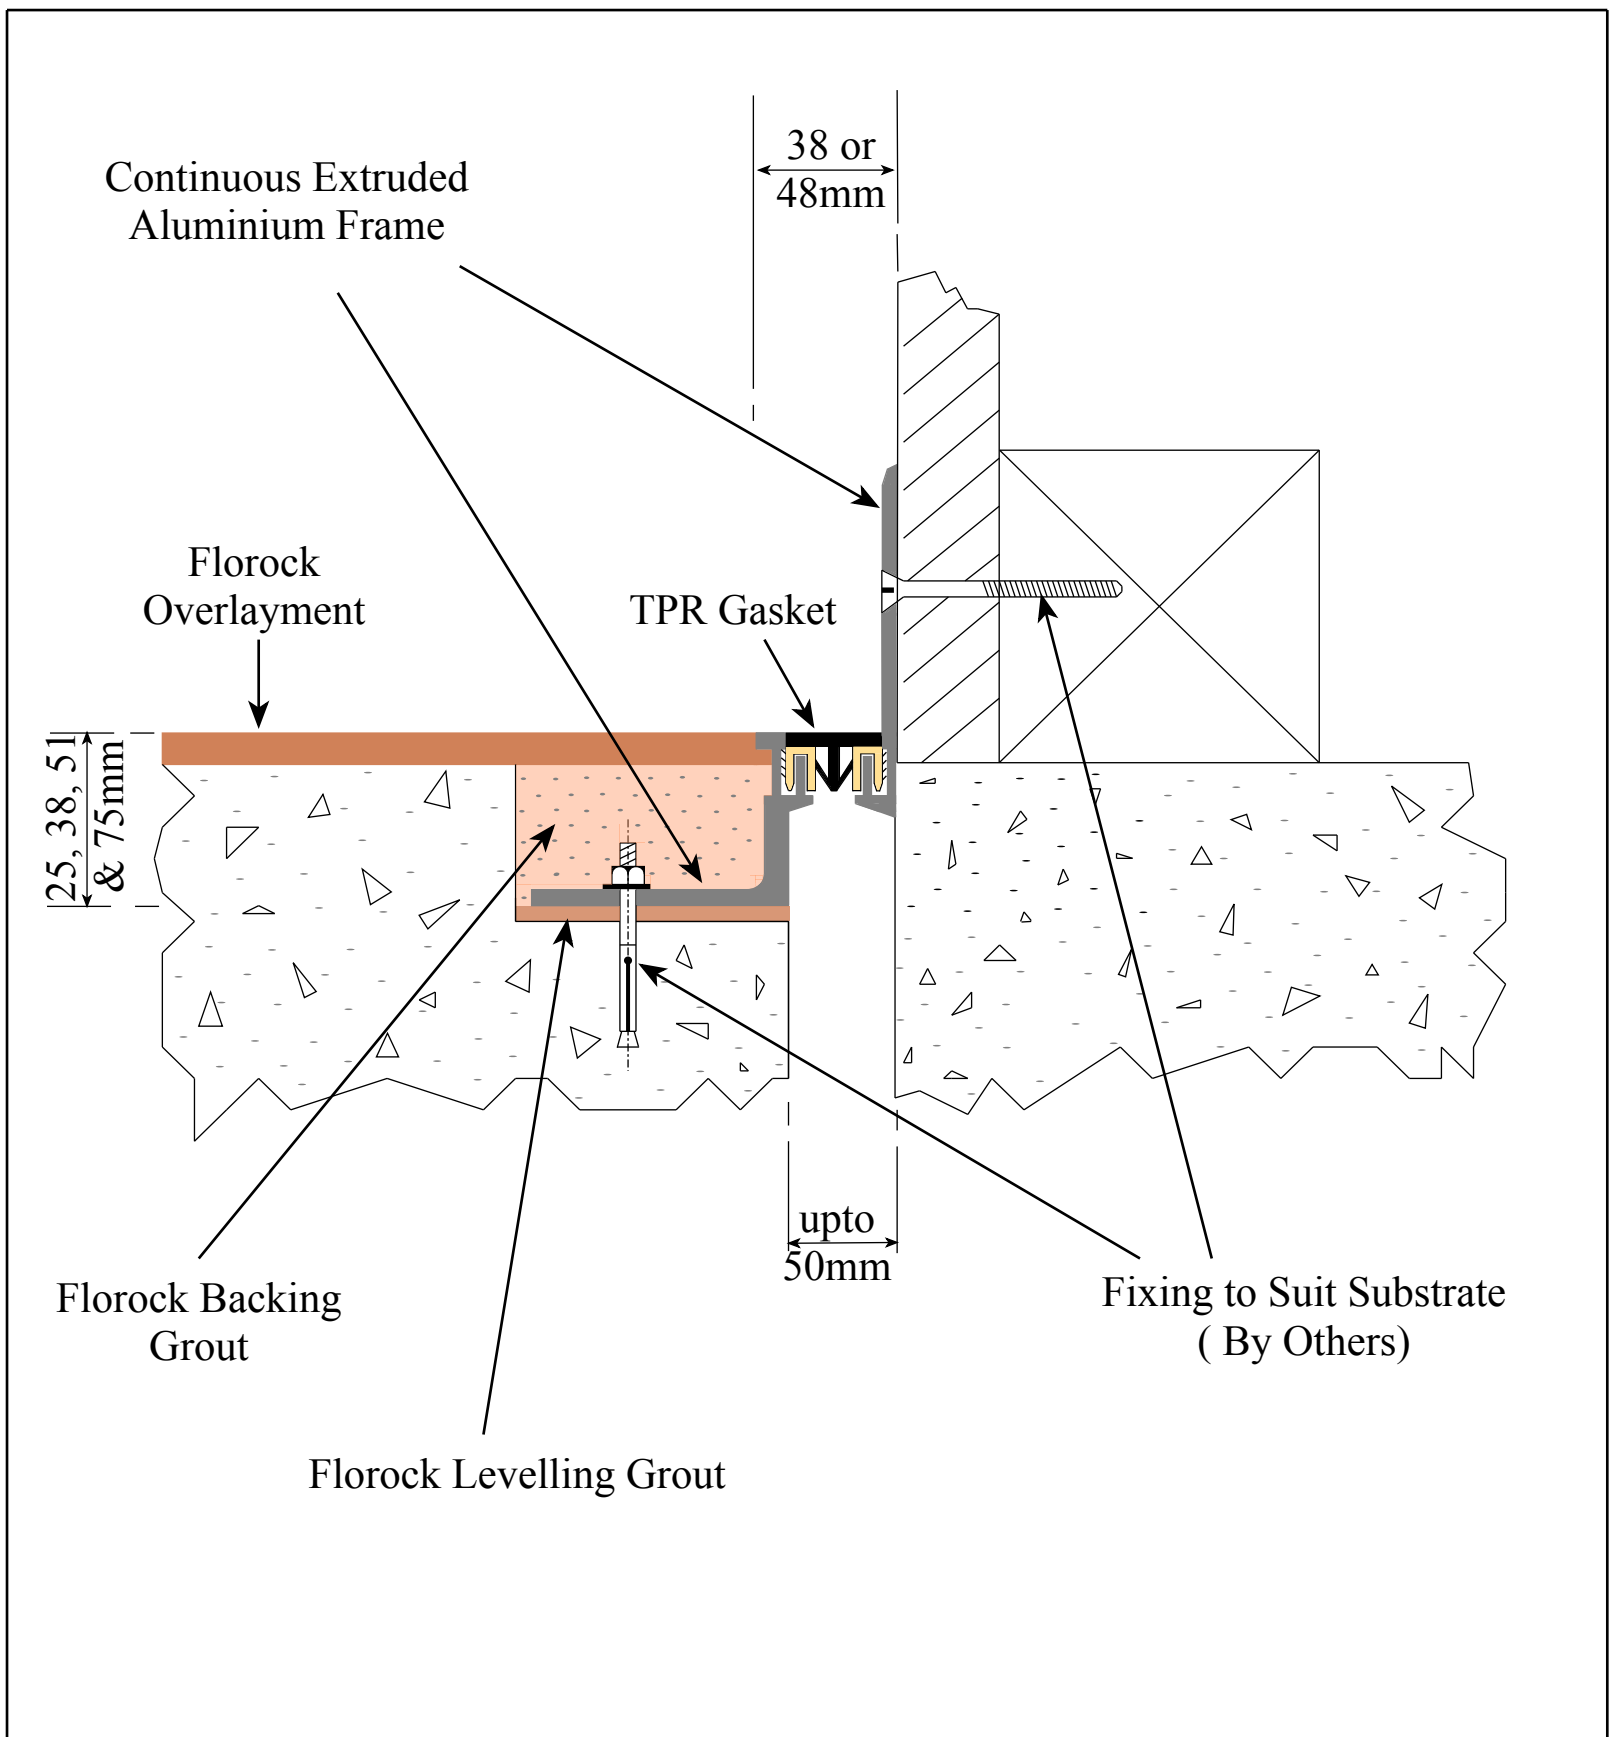 38 or
48mm
Continuous Extruded
Aluminium Frame
Florock
Overlayment
TPR Gasket
25, 38, 51
& 75mm
upto
50mm
Florock Backing
Grout
Fixing to Suit Substrate
( By Others)
Florock Levelling Grout